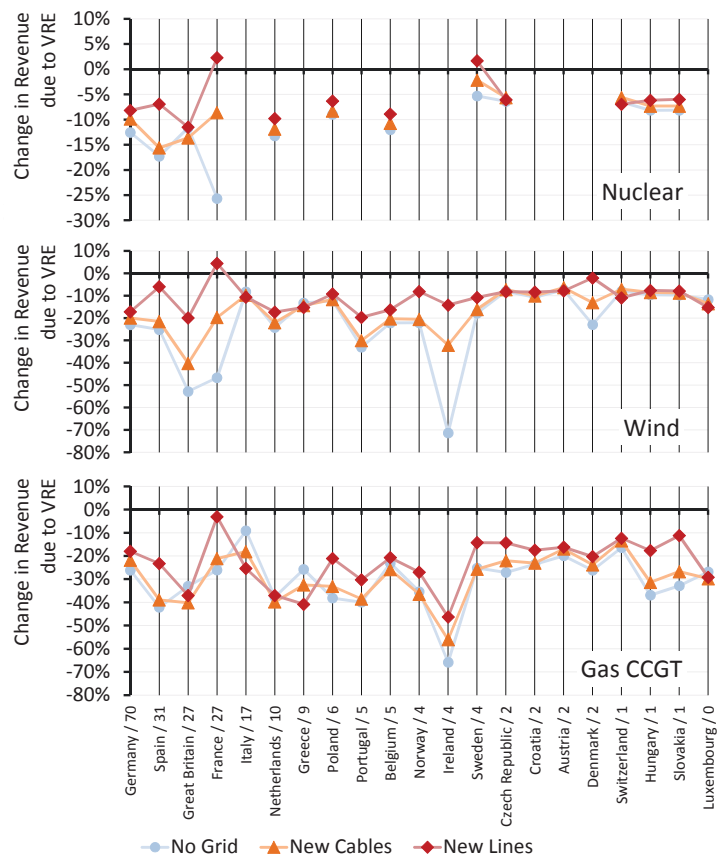 Change in Revenue
due to VRE
10%
0%
-5%
-10%
-15%
-20%
-25%
-30%
5%
Nuclear
Change in Revenue
due to VRE
10%
0%
-10%
-20%
-30%
-40%
-50%
-60%
-70%
-80%
Wind
Change in Revenue
due to VRE
10%
0%
-10%
-20%
-30%
-40%
-50%
-60%
-70%
-80%
Gas CCGT
Germany / 70
Spain / 31
Great Britain / 27
France / 27
Italy / 17
Netherlands / 10
Greece / 9
Poland / 6
Portugal / 5
Belgium / 5
Norway / 4
Ireland / 4
Sweden / 4
Czech Republic / 2
Croatia / 2
Austria / 2
Denmark / 2
Switzerland / 1
Hungary / 1
Slovakia / 1
Luxembourg / 0
No Grid
New Cables
New Lines